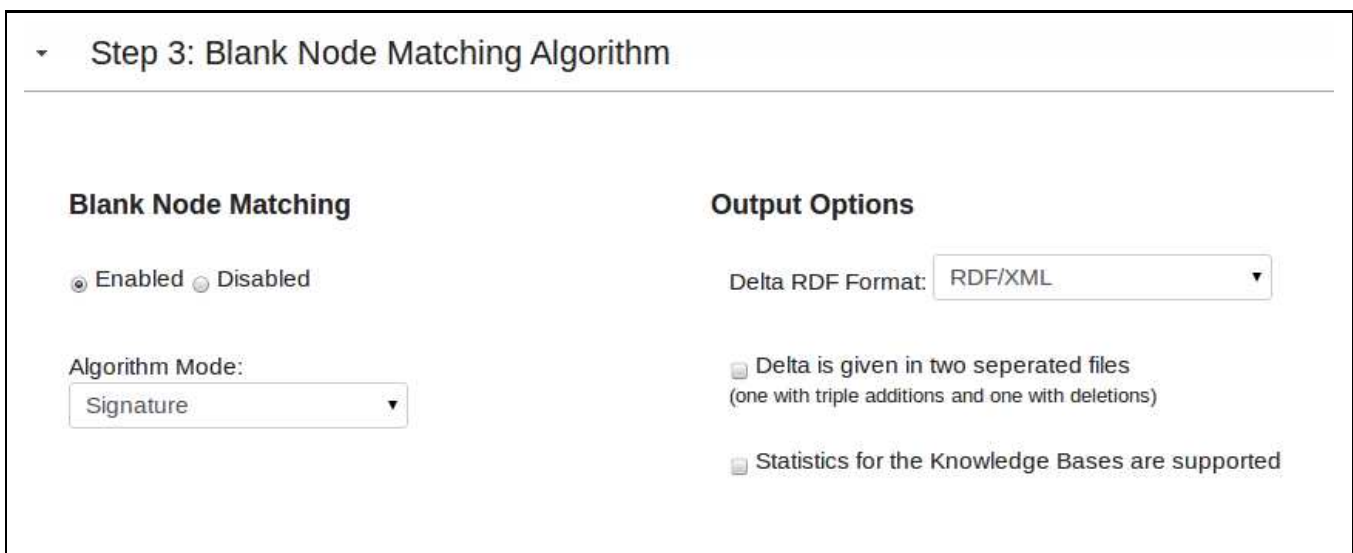 Step 3: Blank Node Matching Algorithm
Blank Node Matching
Enabled Disabled
Algorithm Mode:
Signature
Output Options
Delta RDF Format: RDF/XML
Delta is given in two seperated files
(one with triple additions and one with deletions)
Statistics for the Knowledge Bases are supported